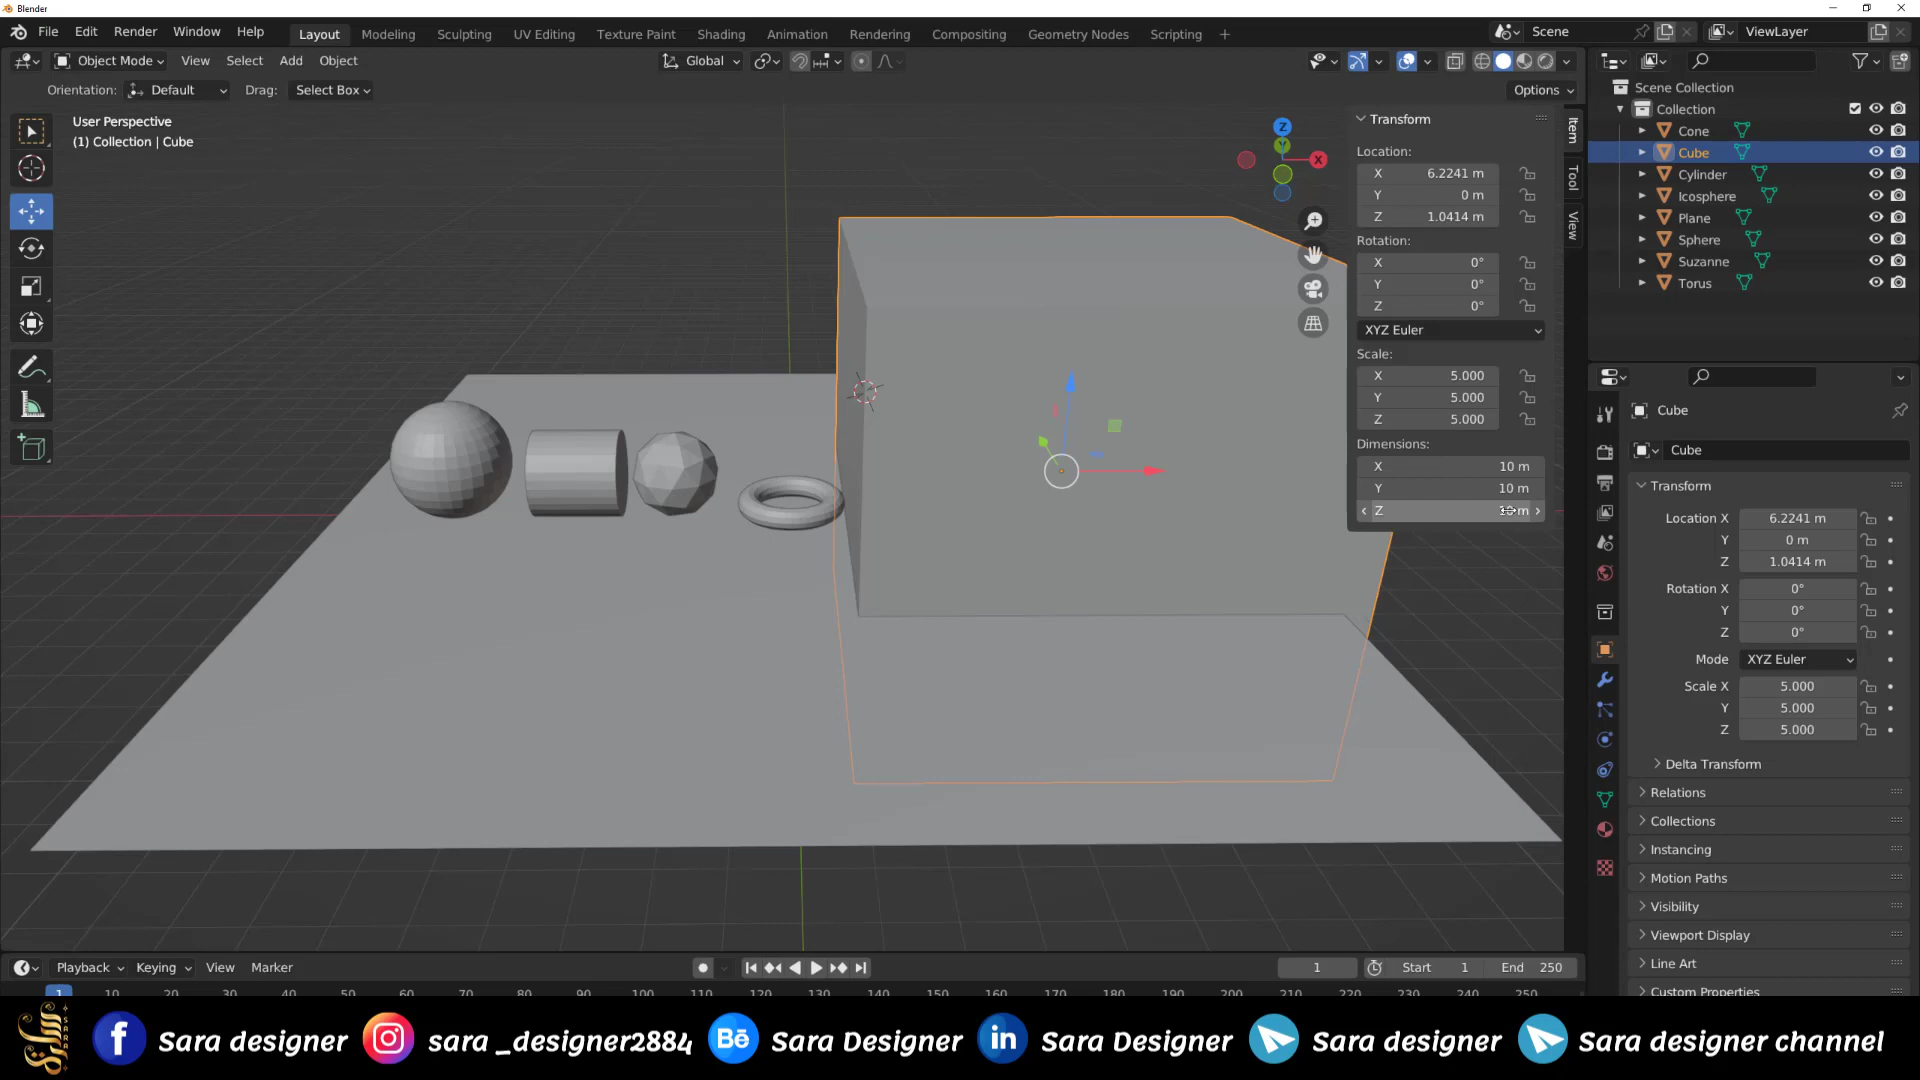 Blender
File Edit Render Window Help Layout Modeling Sculpting UV Editing Texture Paint Shading Animation Rendering Compositing Geometry Nodes Scripting + Scene ViewLayer
Object Mode View Select Add Object Global
Orientation: Default Drag: Select Box Options
User Perspective
(1) Collection | Cube
Z
Y
X
Transform
Location:
X 6.2241 m
Y 0 m
Z 1.0414 m
Rotation:
X 0°
Y 0°
Z 0°
XYZ Euler
Scale:
X 5.000
Y 5.000
Z 5.000
Dimensions:
X 10 m
Y 10 m
Z 10 m
Item
Tool
View
Scene Collection
Collection
Cone
Cube
Cylinder
Icosphere
Plane
Sphere
Suzanne
Torus
Cube
Cube
Transform
Location X 6.2241 m
Y 0 m
Z 1.0414 m
Rotation X 0°
Y 0°
Z 0°
Mode XYZ Euler
Scale X 5.000
Y 5.000
Z 5.000
Delta Transform
Relations
Collections
Instancing
Motion Paths
Visibility
Viewport Display
Line Art
Custom Properties
Playback Keying View Marker 1 Start 1 End 250
1 10 20 30 40 50 60 70 80 90 100 110 120 130 140 150 160 170 180 190 200 210 220 230 240 250
Sara designer sara _designer2884 Bē Sara Designer in Sara Designer Sara designer Sara designer channel